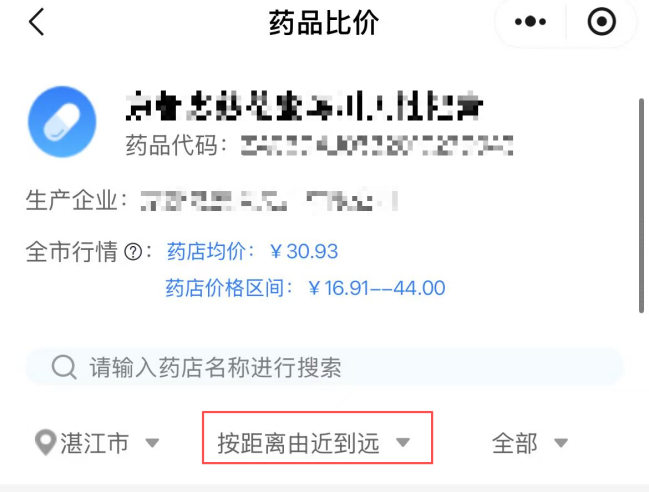 药品比价
药品代码：
生产企业：
全市行情?：
药店均价：￥30.93
药店价格区间：￥16.91--44.00
请输入药店名称进行搜索
湛江市 按距离由近到远 全部